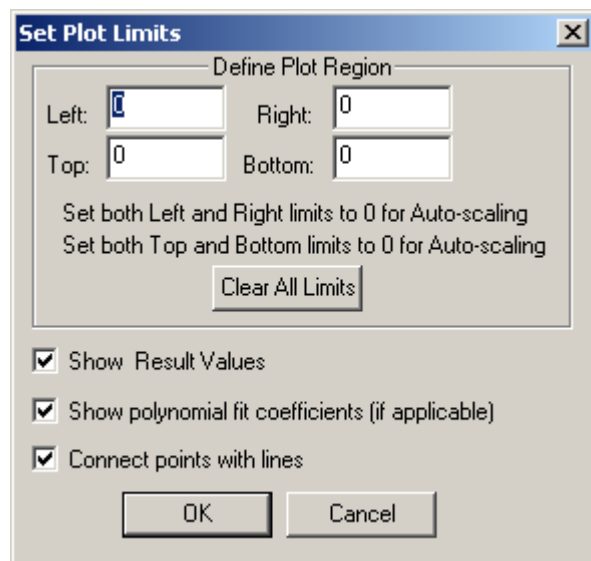 Set Plot Limits
Define Plot Region
Left: 0 Right: 0
Top: 0 Bottom: 0
Set both Left and Right limits to 0 for Auto-scaling
Set both Top and Bottom limits to 0 for Auto-scaling
Clear All Limits
Show Result Values
Show polynomial fit coefficients (if applicable)
Connect points with lines
OK Cancel